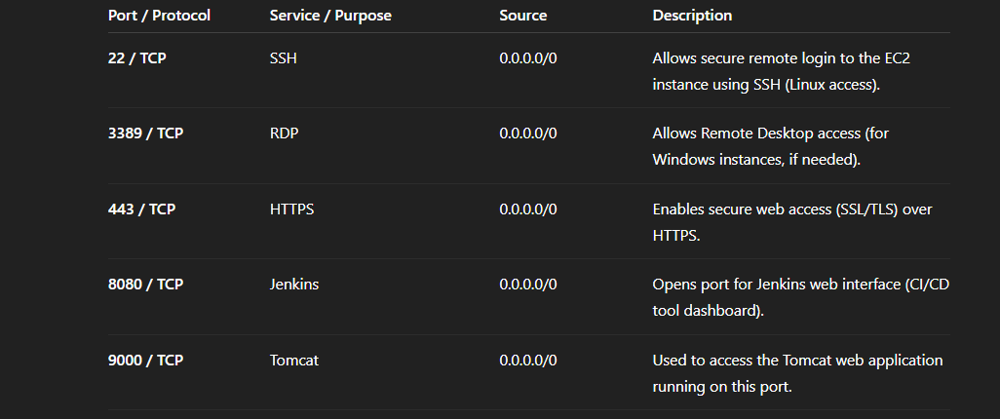 Port / Protocol Service / Purpose Source Description
22 / TCP SSH 0.0.0.0/0 Allows secure remote login to the EC2
instance using SSH (Linux access).
3389 / TCP RDP 0.0.0.0/0 Allows Remote Desktop access (for
Windows instances, if needed).
443 / TCP HTTPS 0.0.0.0/0 Enables secure web access (SSL/TLS) over
HTTPS.
8080 / TCP Jenkins 0.0.0.0/0 Opens port for Jenkins web interface (CI/CD
tool dashboard).
9000 / TCP Tomcat 0.0.0.0/0 Used to access the Tomcat web application
running on this port.